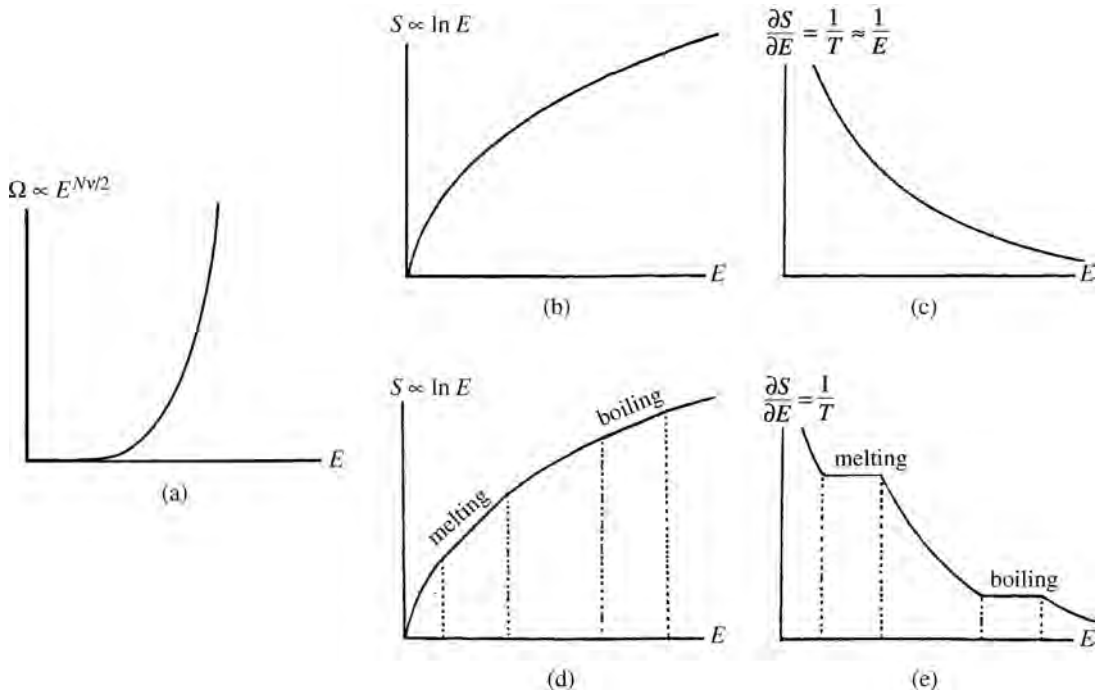 Ω ∝ E^{Nν/2}
E
(a)
S ∝ ln E
E
(b)
∂S/∂E = 1/T ≈ 1/E
E
(c)
S ∝ ln E
melting
boiling
E
(d)
∂S/∂E = 1/T
melting
boiling
E
(e)